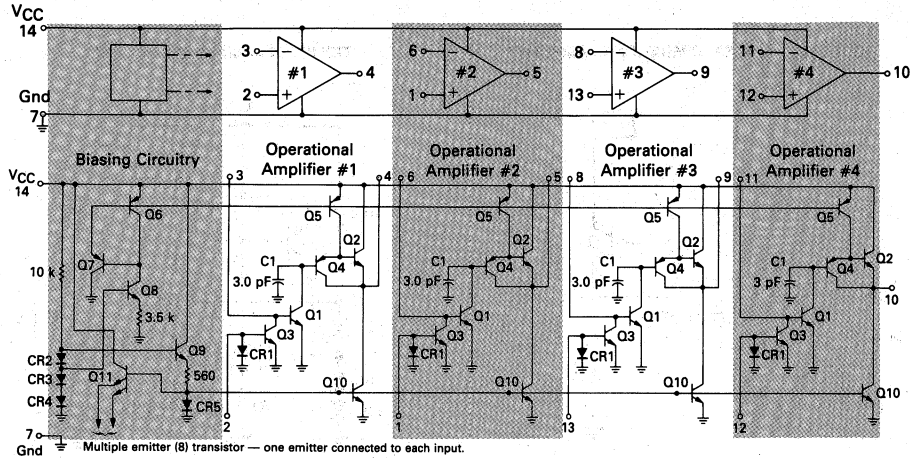 VCC
14
3
−
#1
2
+
4
6
−
#2
1
+
5
8
−
#3
13
+
9
11
−
#4
12
+
10
Gnd
7
Biasing Circuitry
Operational
Amplifier #1
Operational
Amplifier #2
Operational
Amplifier #3
Operational
Amplifier #4
VCC
14
3
4
6
5
8
9
11
Q6
Q5
Q5
Q5
Q5
Q7
10 k
Q8
3.5 k
C1
3.0 pF
Q4
Q2
C1
3.0 pF
Q4
Q2
C1
3.0 pF
Q4
Q2
C1
3 pF
Q4
Q2
10
Q1
Q3
CR1
Q1
Q3
CR1
Q1
Q3
CR1
Q1
Q3
CR1
CR2
CR3
CR4
Q11
Q9
560
CR5
Q10
Q10
Q10
Q10
2
1
13
12
7
Gnd
Multiple emitter (8) transistor — one emitter connected to each input.